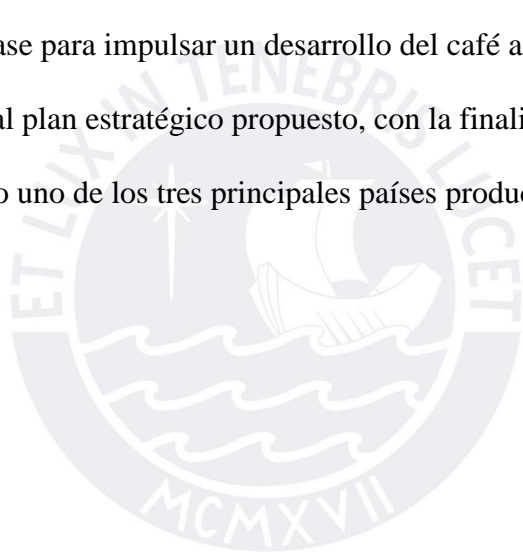 ase para impulsar un desarrollo del café a
al plan estratégico propuesto, con la finali
o uno de los tres principales países produc
ET LUX IN TENEBRIS LUCET
MCMXVII